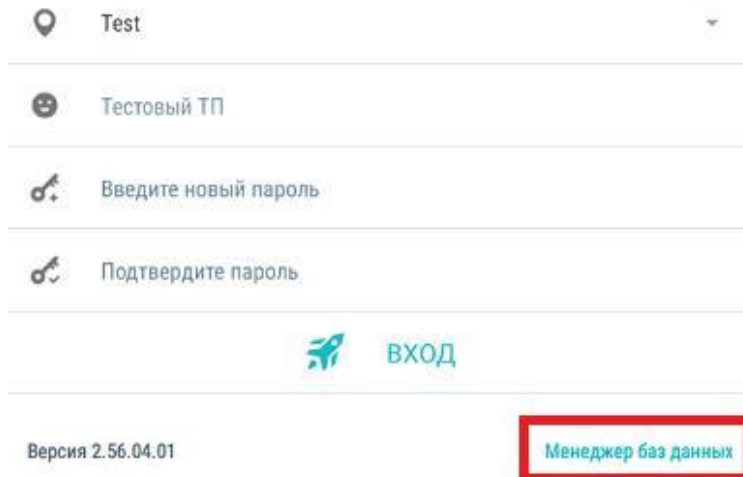 Test
Тестовый ТП
Введите новый пароль
Подтвердите пароль
ВХОД
Версия 2.56.04.01
Менеджер баз данных